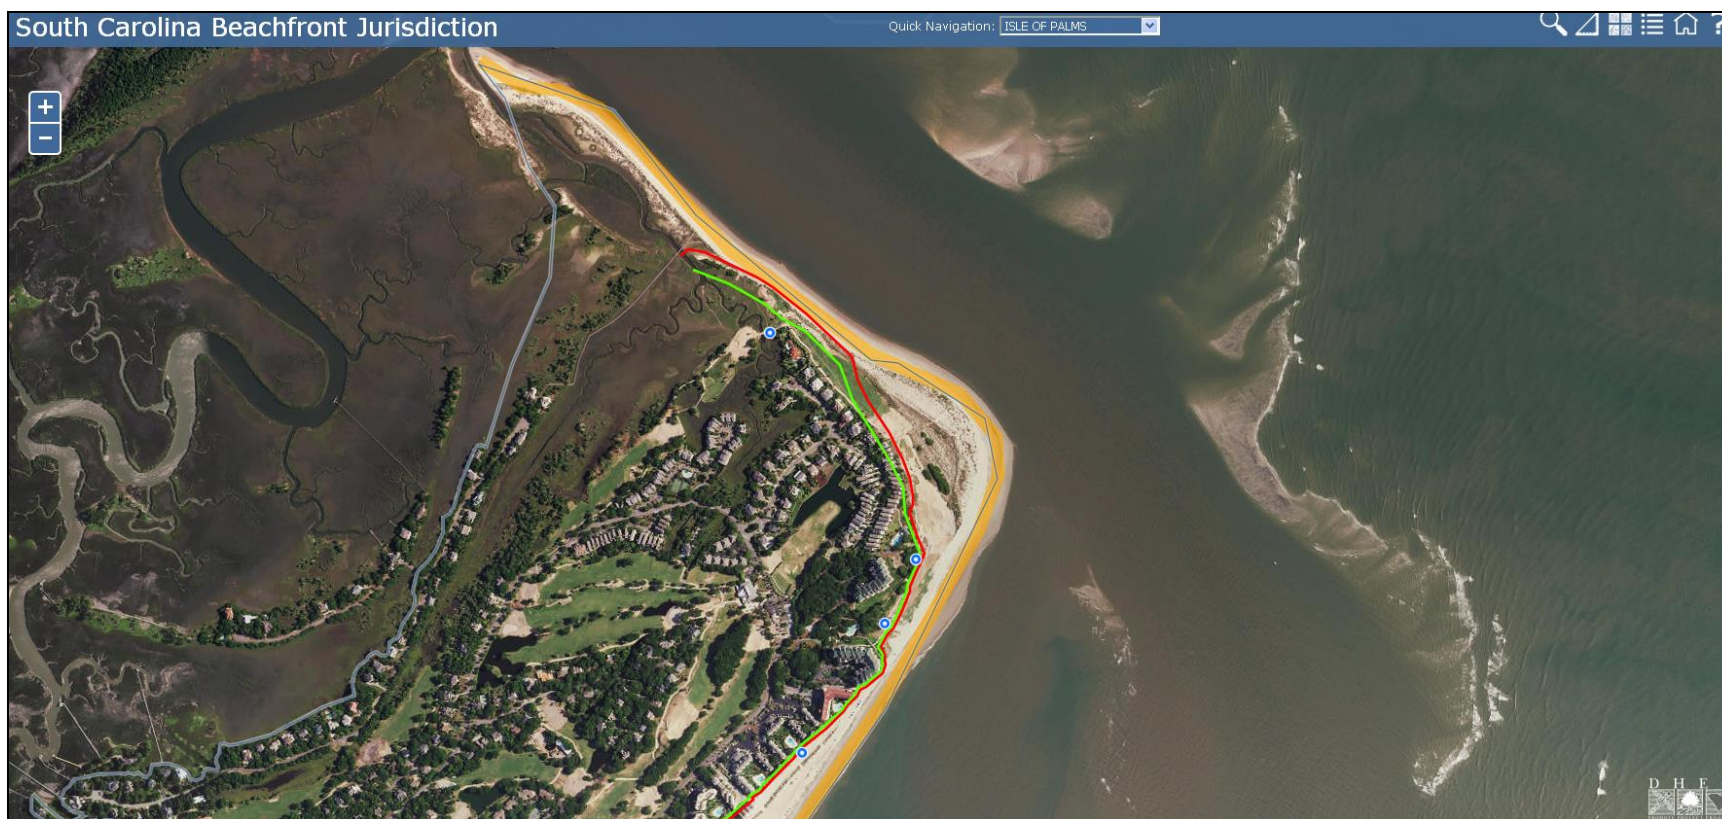 South Carolina Beachfront Jurisdiction
Quick Navigation: ISLE OF PALMS
?
+
−
D H E